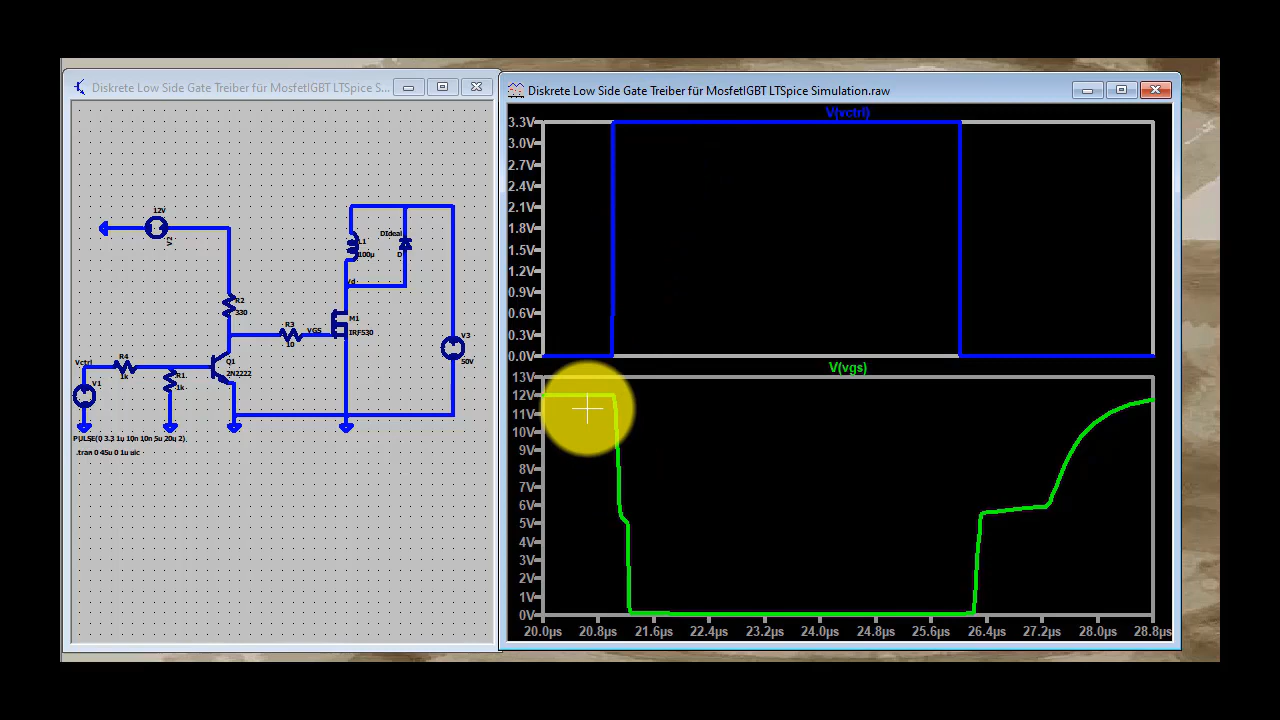 Diskrete Low Side Gate Treiber für MosfetIGBT LTSpice S...
12V
V2
R2
330
R3
10
VGS
L1
100µ
DIdeal
D
Vd
M1
IRF530
V3
50V
Vctrl
R4
1k
V1
R1
1k
Q1
2N2222
PULSE(0 3.3 1u 10n 10n 5u 20u 2)
.tran 0 45u 0 1u uic
Diskrete Low Side Gate Treiber für MosfetIGBT LTSpice Simulation.raw
V(vctrl)
3.3V
3.0V
2.7V
2.4V
2.1V
1.8V
1.5V
1.2V
0.9V
0.6V
0.3V
0.0V
V(vgs)
13V
12V
11V
10V
9V
8V
7V
6V
5V
4V
3V
2V
1V
0V
20.0µs 20.8µs 21.6µs 22.4µs 23.2µs 24.0µs 24.8µs 25.6µs 26.4µs 27.2µs 28.0µs 28.8µs